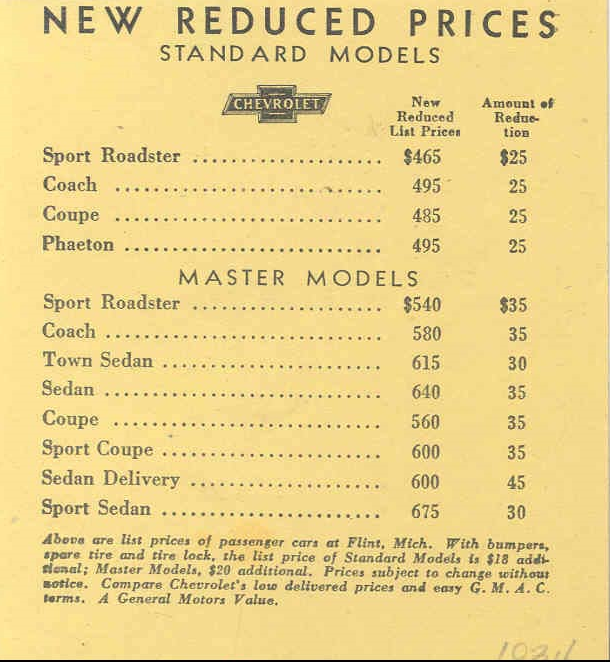 NEW REDUCED PRICES
STANDARD MODELS
CHEVROLET
New Reduced List Prices
Amount of Reduc-tion
Sport Roadster .................... $465 $25
Coach ............................ 495 25
Coupe ............................ 485 25
Phaeton ........................... 495 25
MASTER MODELS
Sport Roadster .................... $540 $35
Coach ............................. 580 35
Town Sedan ....................... 615 30
Sedan ............................. 640 35
Coupe ............................ 560 35
Sport Coupe ....................... 600 35
Sedan Delivery .................... 600 45
Sport Sedan ....................... 675 30
Above are list prices of passenger cars at Flint, Mich. With bumpers,
spare tire and tire lock, the list price of Standard Models is $18 addi-
tional; Master Models, $20 additional. Prices subject to change without
notice. Compare Chevrolet's low delivered prices and easy G. M. A. C.
terms. A General Motors Value.